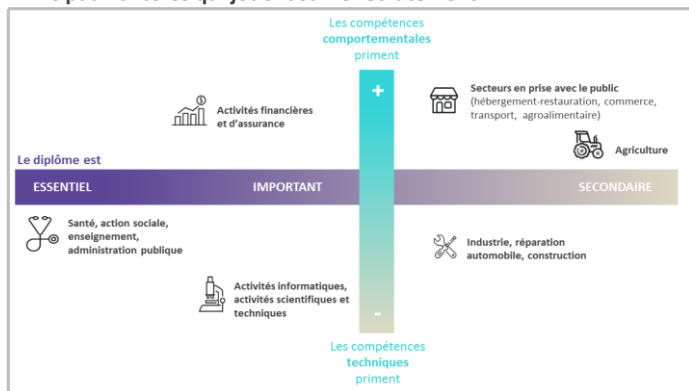 Les compétences
comportementales
priment
+
Secteurs en prise avec le public
(hébergement-restauration, commerce,
transport, agroalimentaire)
$
Activités financières
et d'assurance
Agriculture
Le diplôme est
ESSENTIEL IMPORTANT SECONDAIRE
Santé, action sociale,
enseignement,
administration publique
Industrie, réparation
automobile, construction
Activités informatiques,
activités scientifiques et
techniques
-
Les compétences
techniques
priment